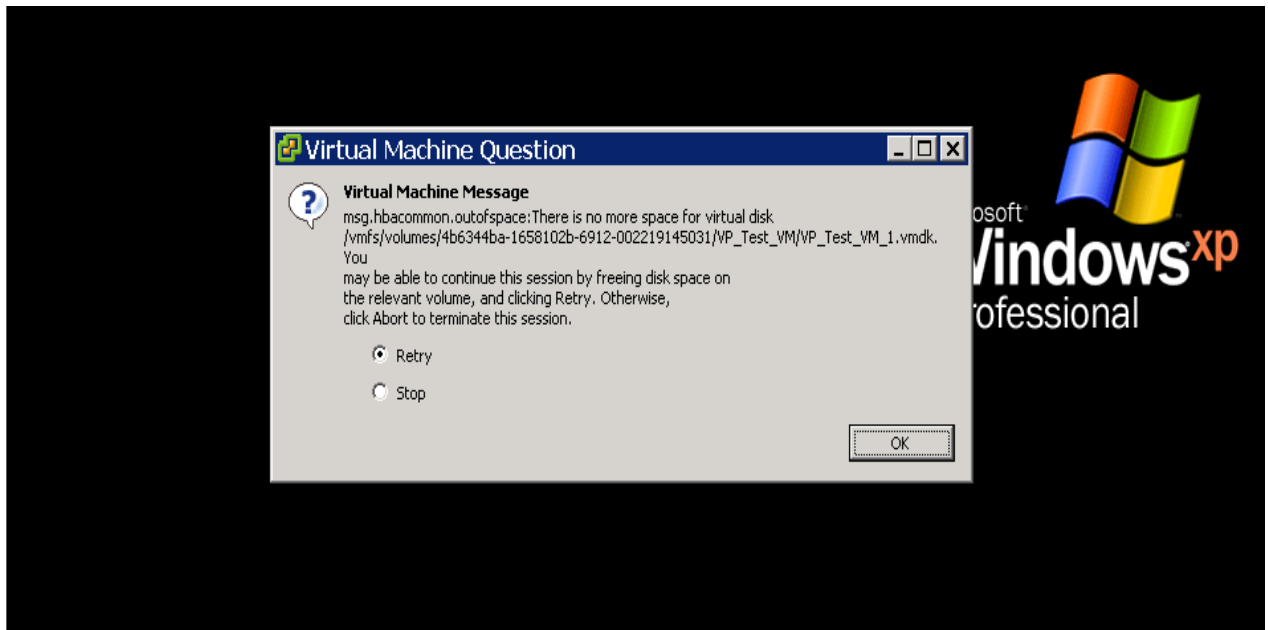 Virtual Machine Question
Virtual Machine Message
msg.hbacommon.outofspace:There is no more space for virtual disk
/vmfs/volumes/4b6344ba-1658102b-6912-002219145031/VP_Test_VM/VP_Test_VM_1.vmdk.
You
may be able to continue this session by freeing disk space on
the relevant volume, and clicking Retry. Otherwise,
click Abort to terminate this session.
Retry
Stop
OK
osoft
Windows xp
ofessional